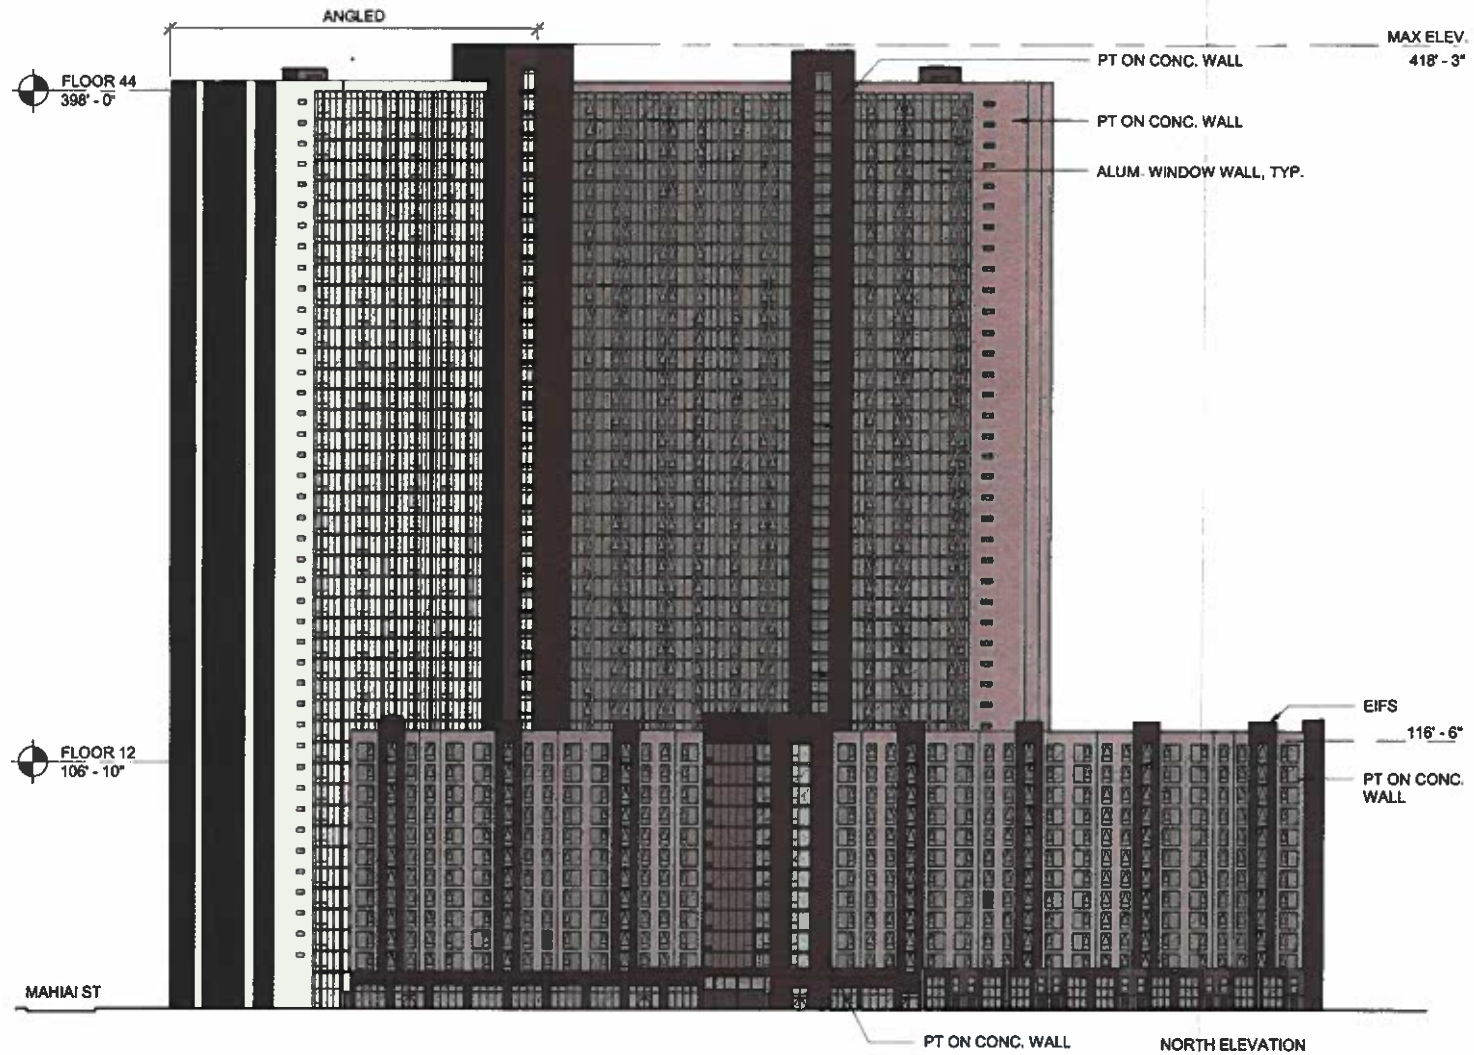 ANGLED
MAX ELEV.
418' - 3"
PT ON CONC. WALL
FLOOR 44
398' - 0"
PT ON CONC. WALL
ALUM. WINDOW WALL, TYP.
EIFS
116' - 6"
FLOOR 12
106' - 10"
PT ON CONC.
WALL
MAHIAI ST
PT ON CONC. WALL
NORTH ELEVATION